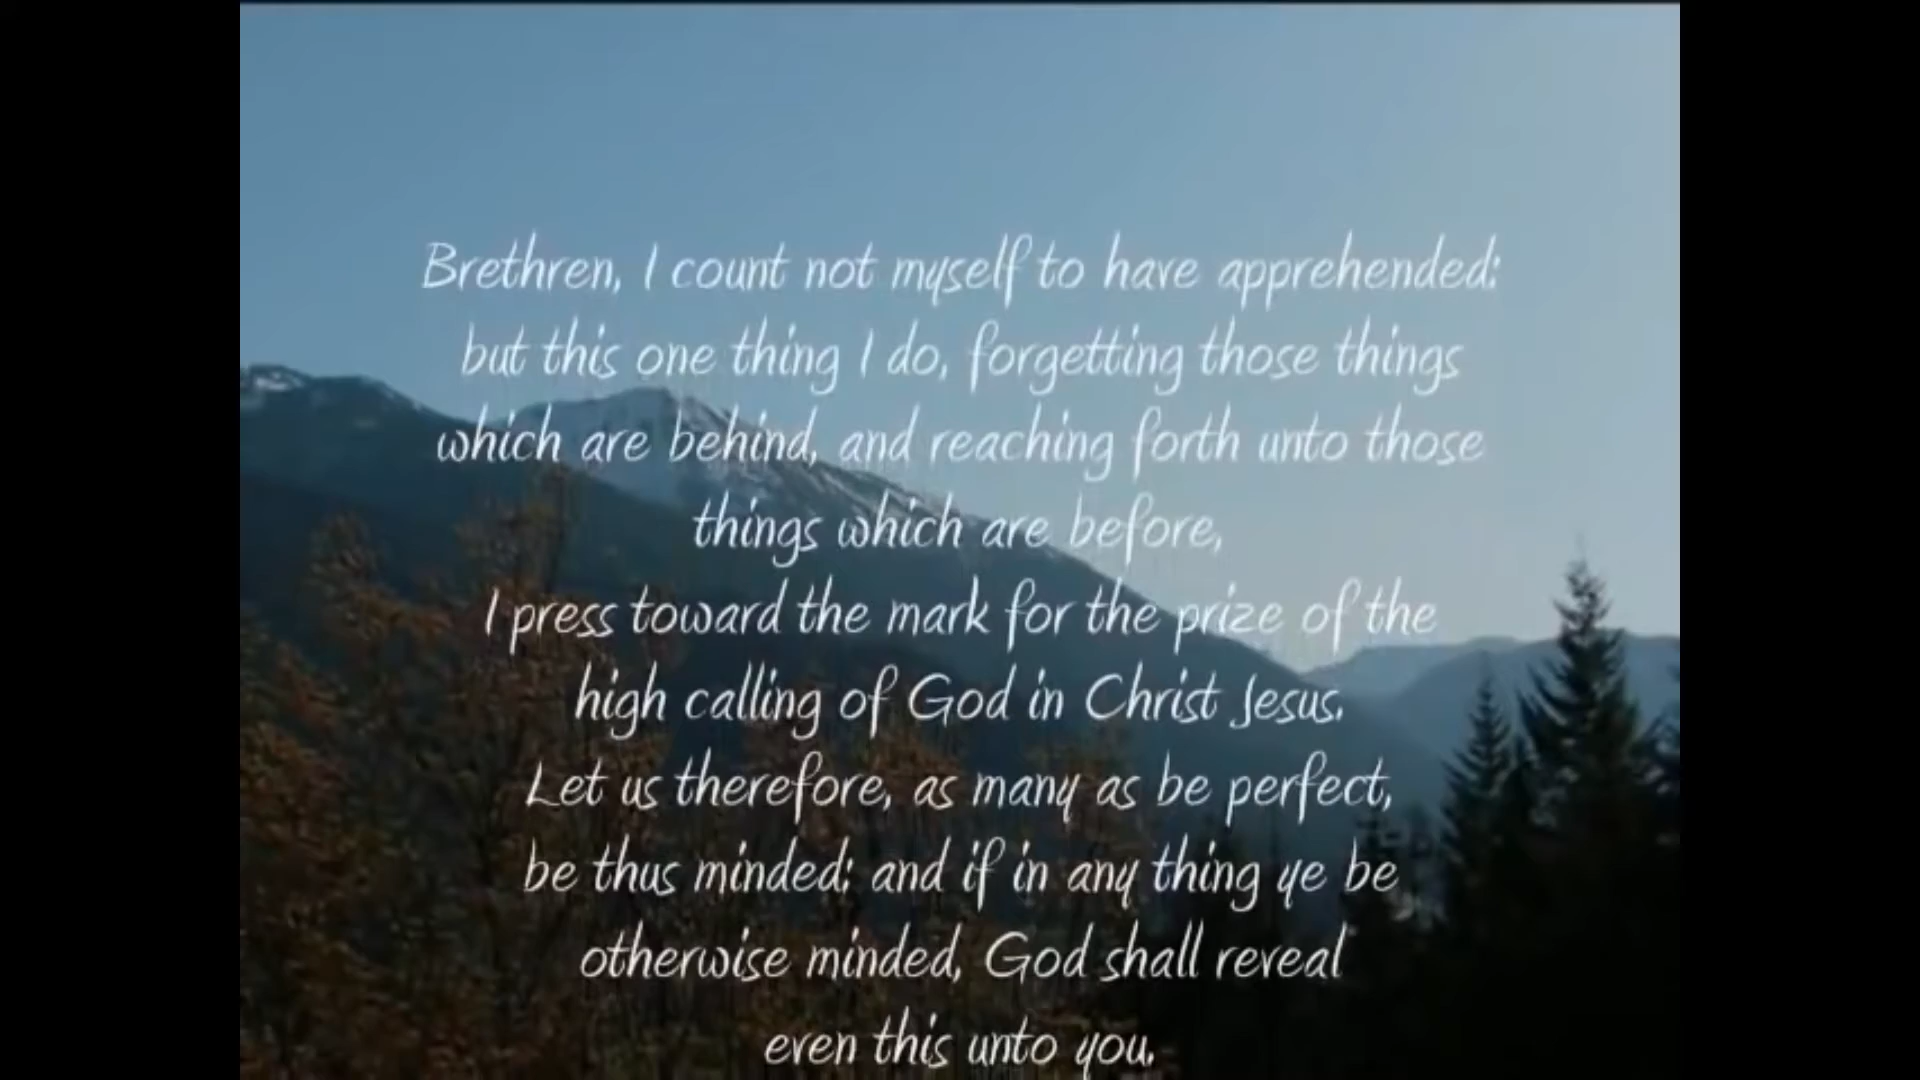 Brethren, I count not myself to have apprehended:
but this one thing I do, forgetting those things
which are behind, and reaching forth unto those
things which are before,
I press toward the mark for the prize of the
high calling of God in Christ Jesus.
Let us therefore, as many as be perfect,
be thus minded: and if in any thing ye be
otherwise minded, God shall reveal
even this unto you.